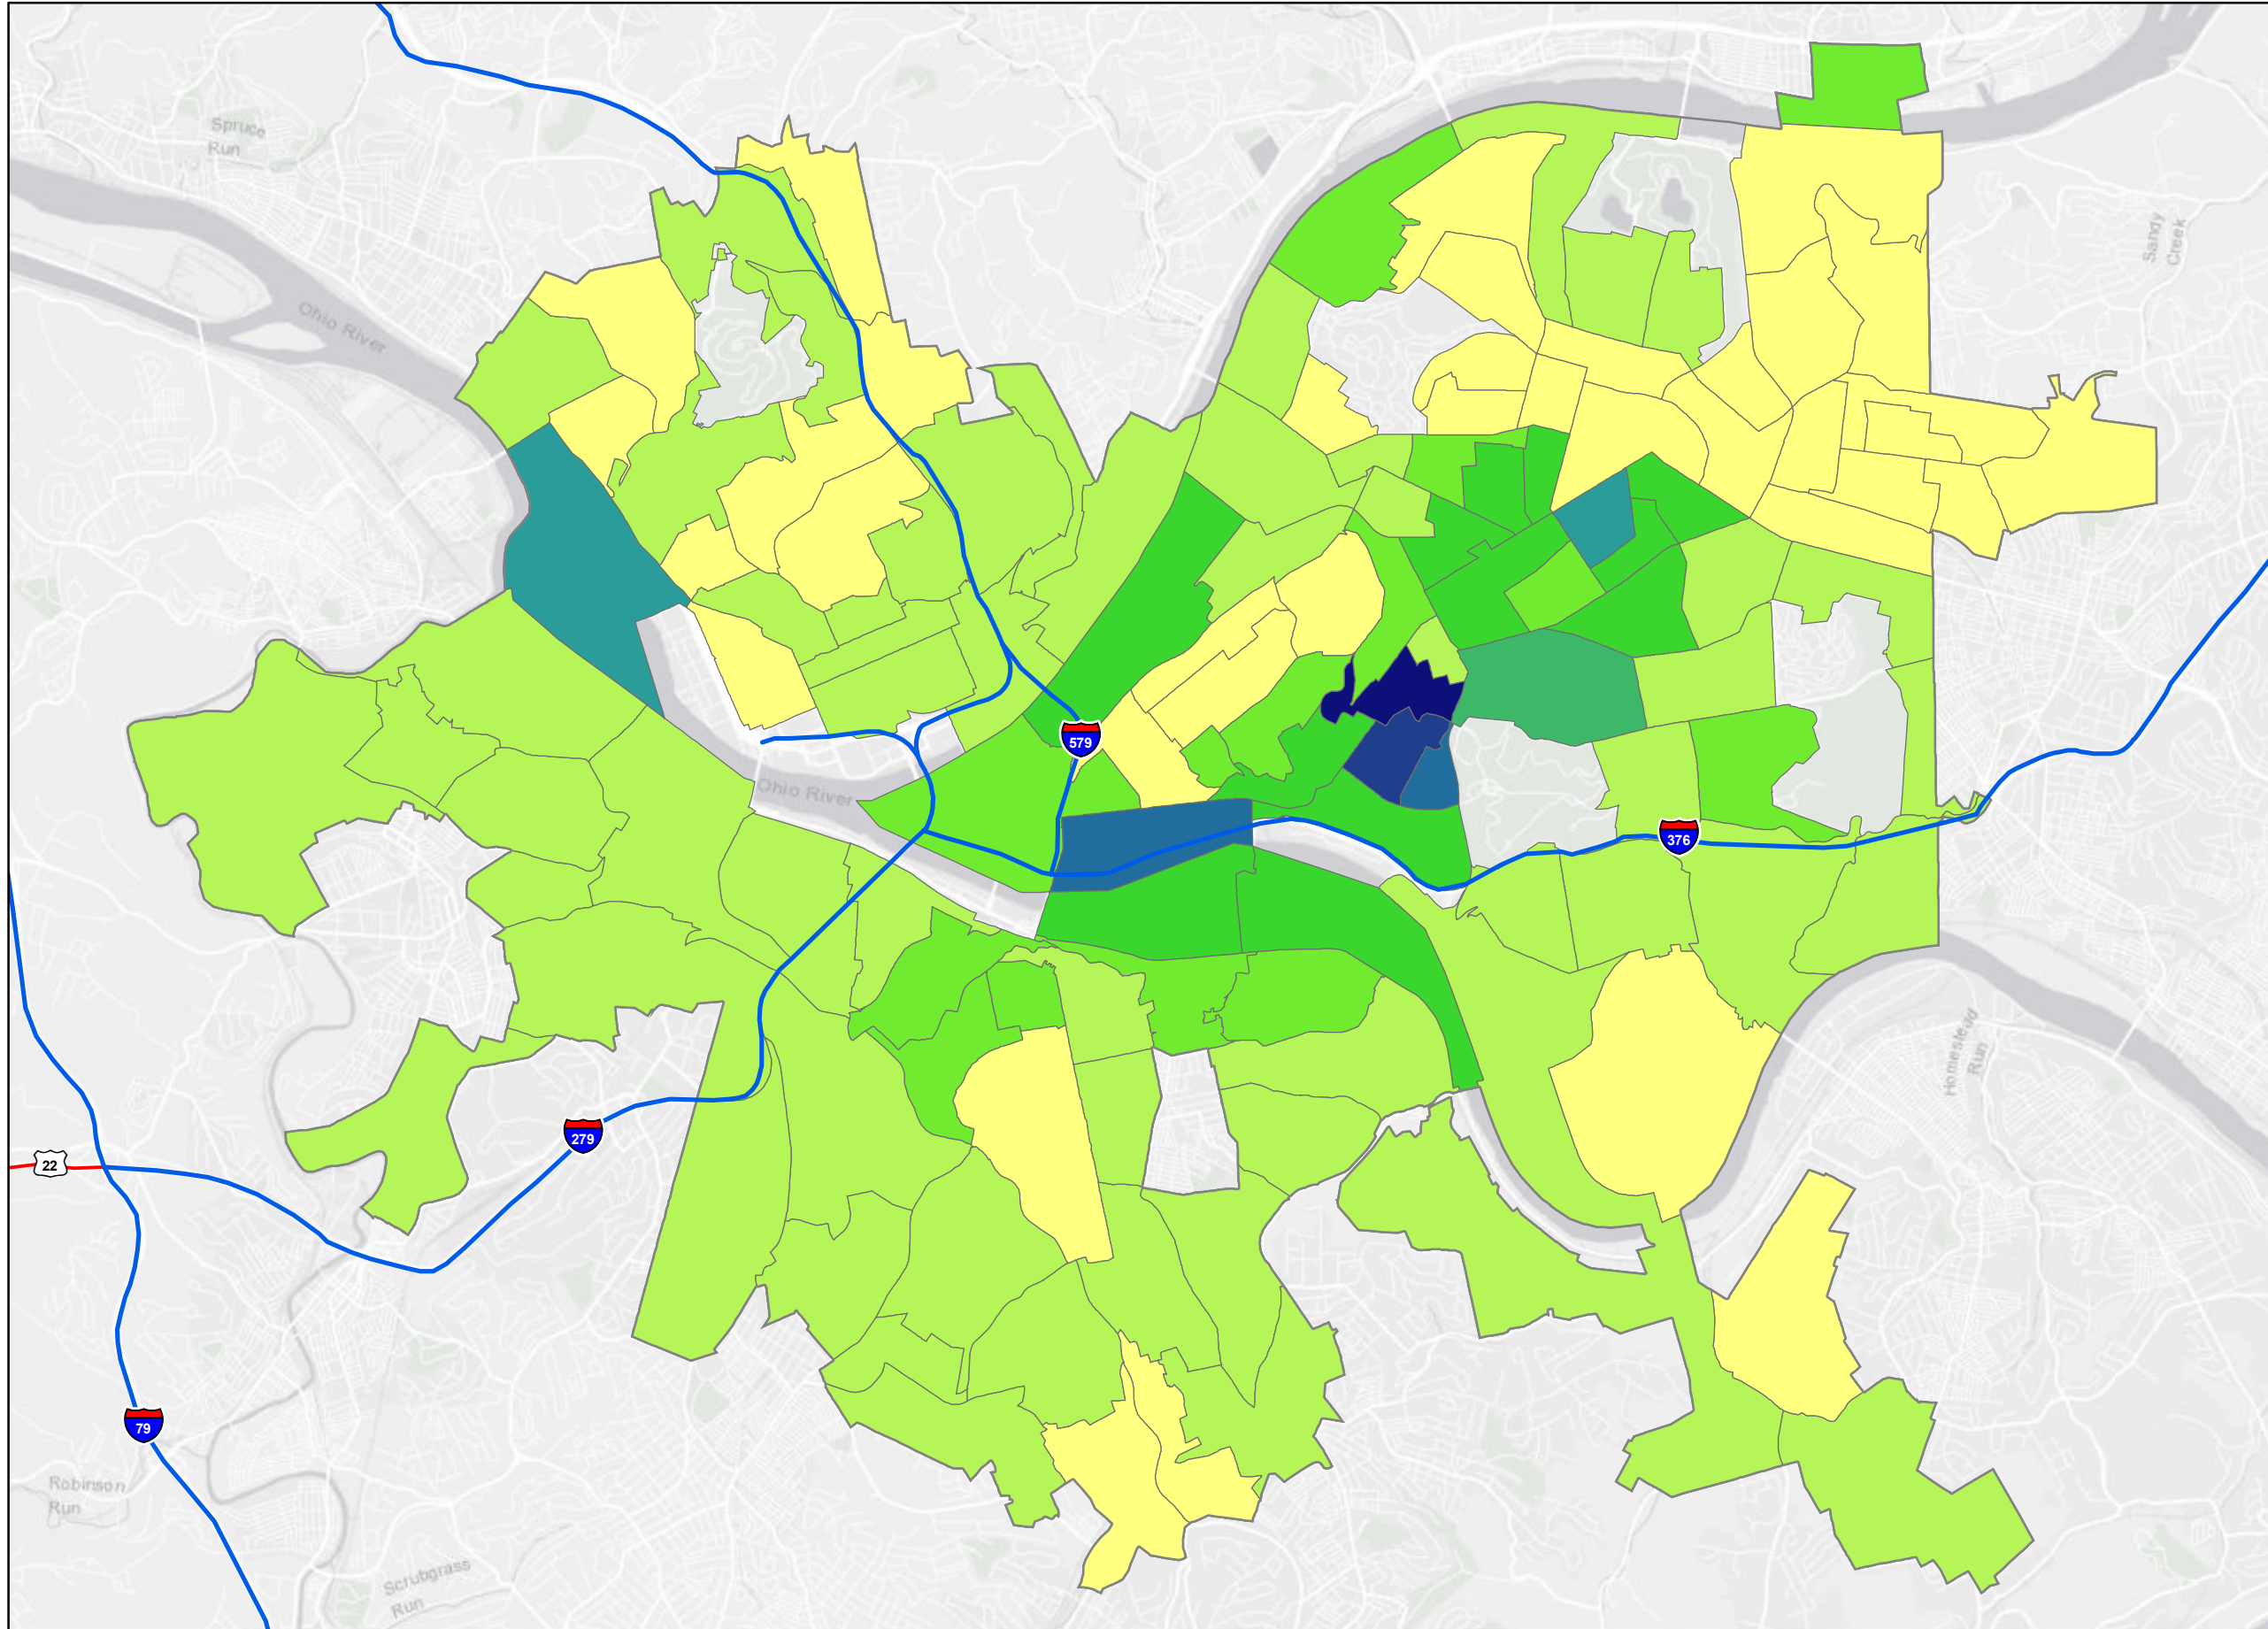 Spruce
Run
Sandy
Creek
Ohio River
579
Ohio River
376
Homestead
Run
279
22
79
Robinson
Run
Scrubgrass
Run